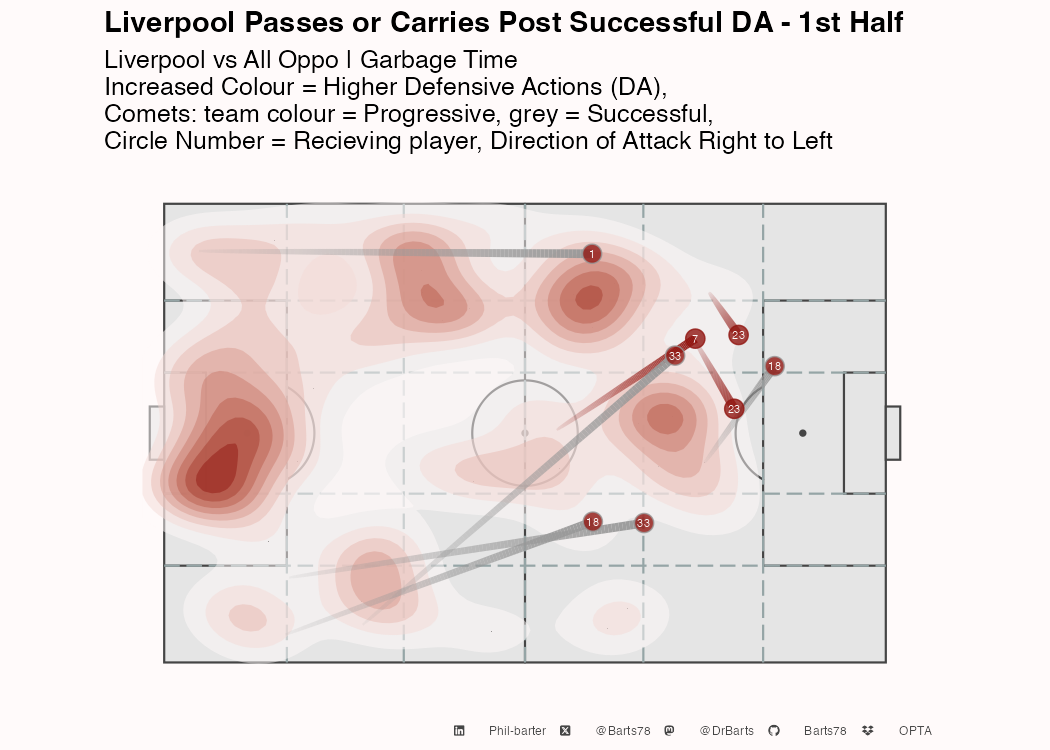 Liverpool Passes or Carries Post Successful DA - 1st Half
Liverpool vs All Oppo | Garbage Time
Increased Colour = Higher Defensive Actions (DA),
Comets: team colour = Progressive, grey = Successful,
Circle Number = Recieving player, Direction of Attack Right to Left
1
7
23
33
18
23
18
33
Phil-barter @Barts78 @DrBarts Barts78 OPTA